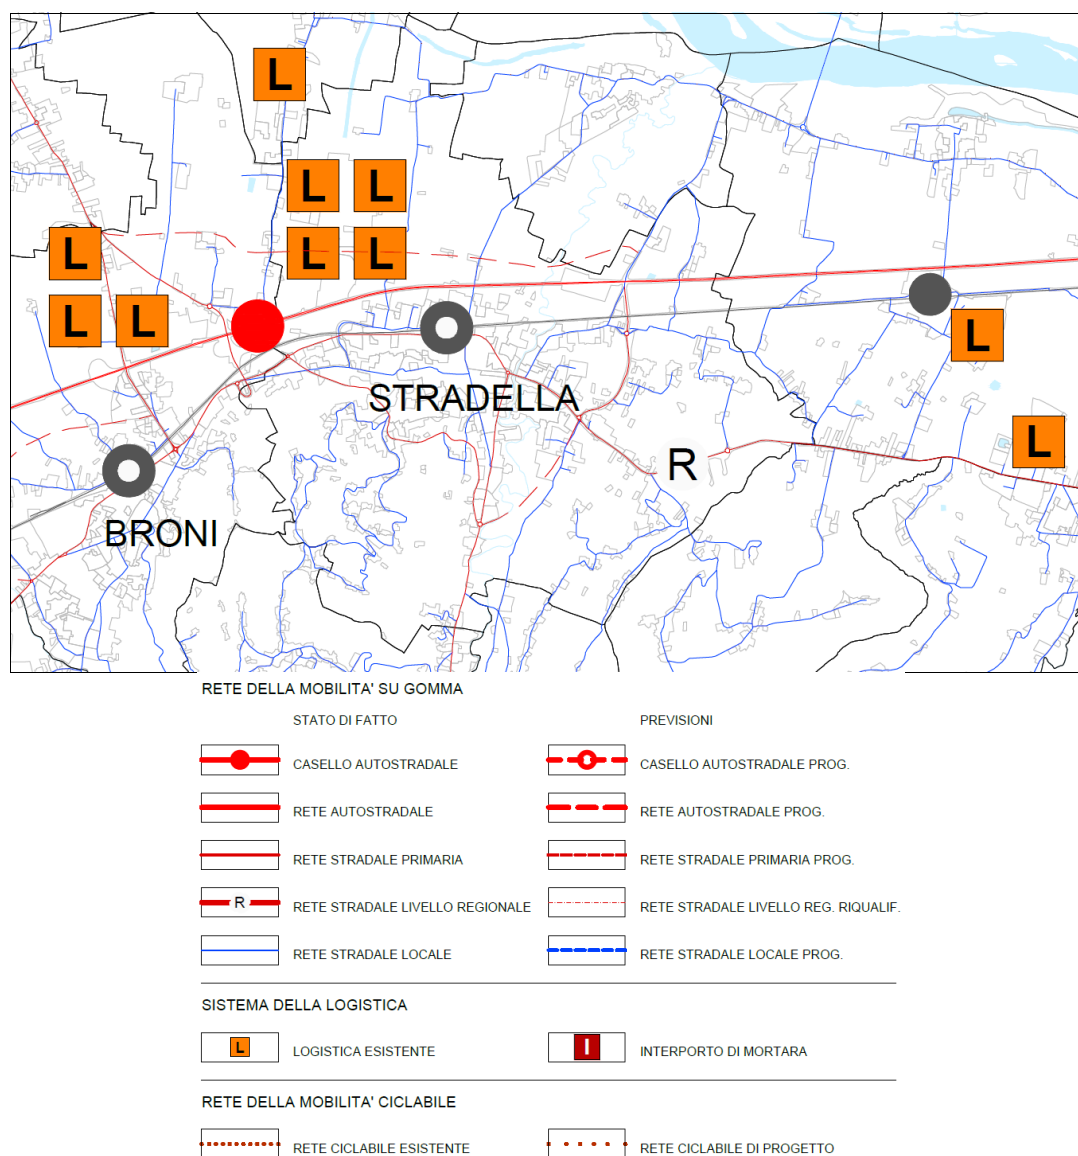 L
L L
L L L
L L
L
STRADELLA
L
R
BRONI
RETE DELLA MOBILITA' SU GOMMA
STATO DI FATTO PREVISIONI
CASELLO AUTOSTRADALE CASELLO AUTOSTRADALE PROG.
RETE AUTOSTRADALE RETE AUTOSTRADALE PROG.
RETE STRADALE PRIMARIA RETE STRADALE PRIMARIA PROG.
R RETE STRADALE LIVELLO REGIONALE RETE STRADALE LIVELLO REG. RIQUALIF.
RETE STRADALE LOCALE RETE STRADALE LOCALE PROG.
SISTEMA DELLA LOGISTICA
L LOGISTICA ESISTENTE I INTERPORTO DI MORTARA
RETE DELLA MOBILITA' CICLABILE
RETE CICLABILE ESISTENTE RETE CICLABILE DI PROGETTO